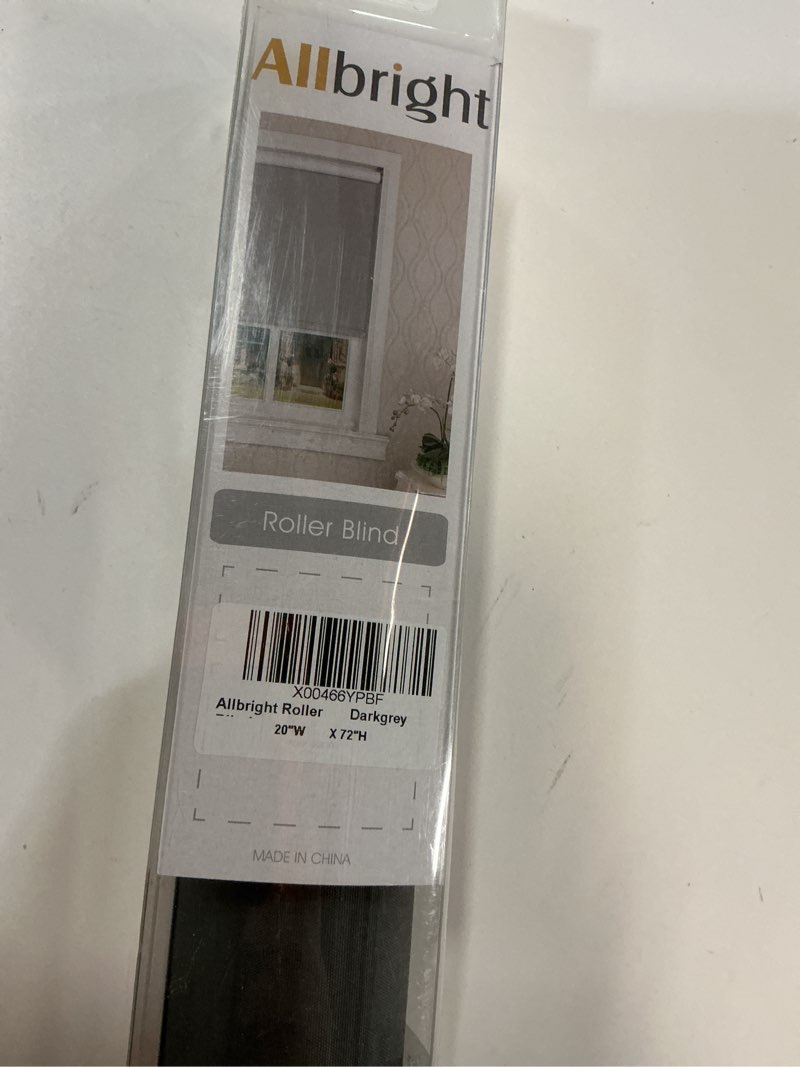 Allbright
Roller Blind
X00466YPBF
Allbright Roller Darkgrey
20"W X 72"H
MADE IN CHINA